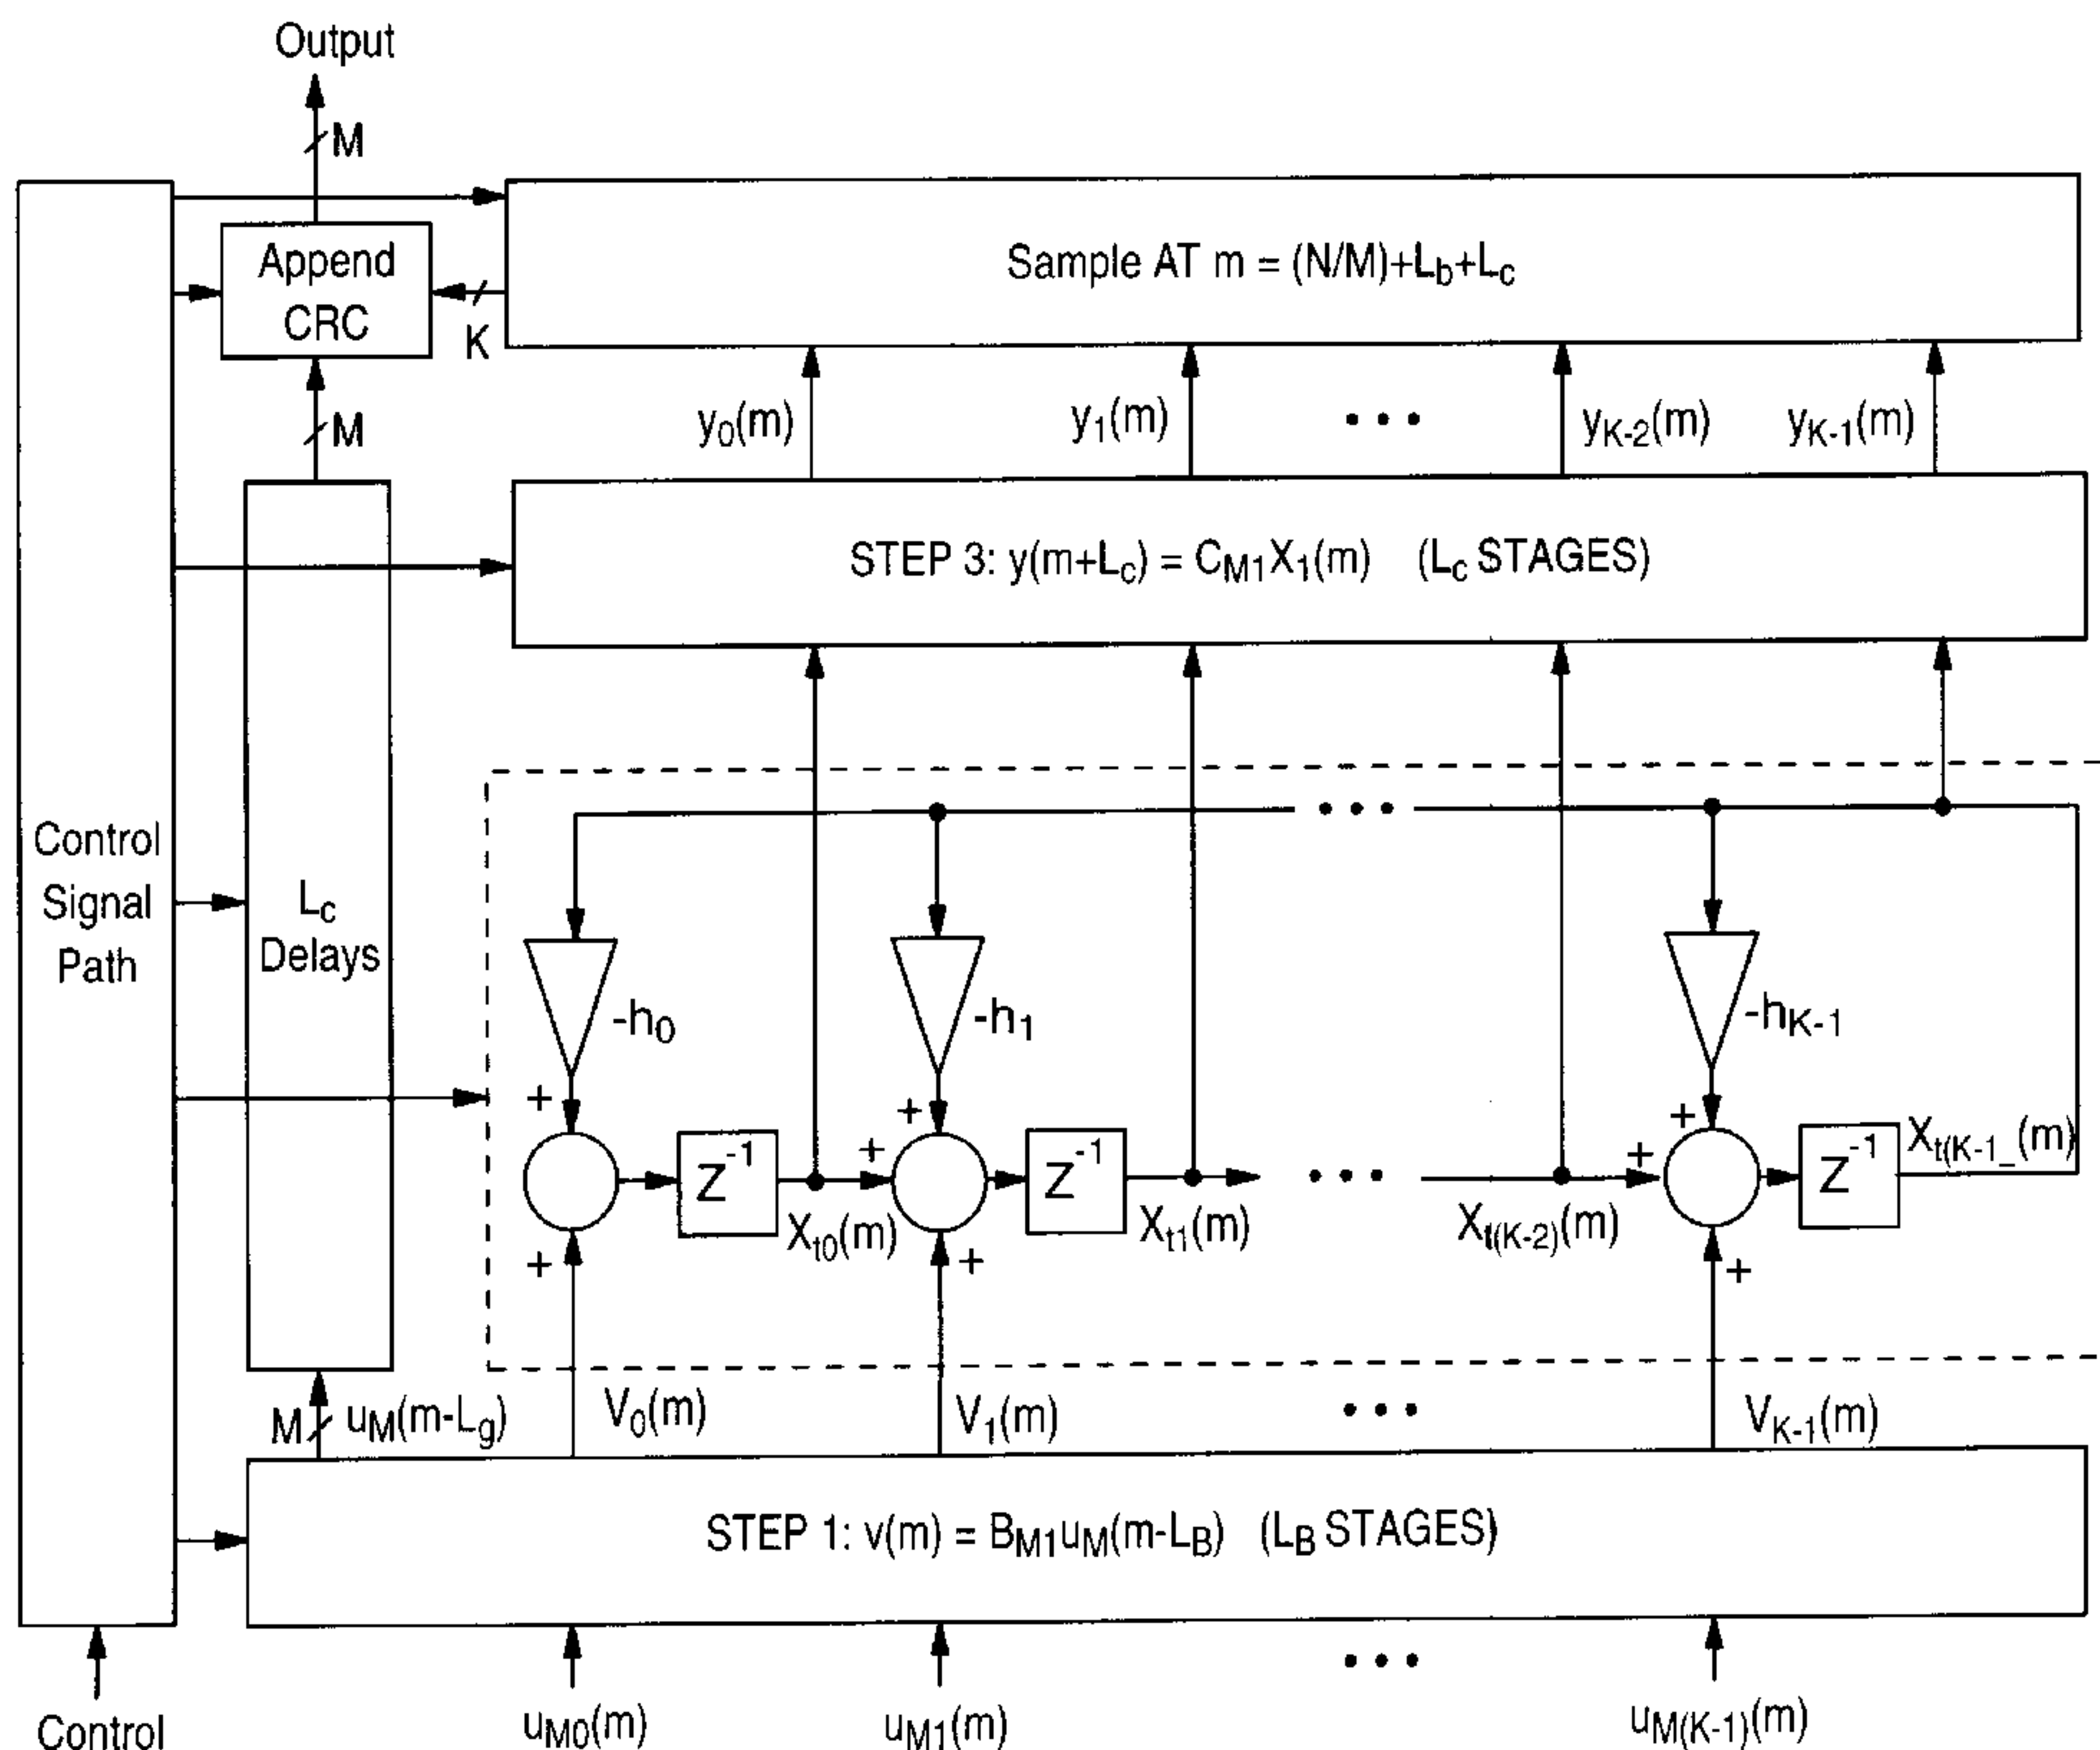 Output
M
Append
CRC
K
Sample AT m = (N/M)+Lb+Lc
M
y0(m)
y1(m)
• • •
yK-2(m)
yK-1(m)
STEP 3: y(m+Lc) = CM1X1(m) (Lc STAGES)
Control
Signal
Path
Lc
Delays
• • •
-h0
-h1
-hK-1
+
+
+
Z-1
+
Z-1
• • •
+
Z-1
Xt(K-1_(m)
Xt0(m)
Xt1(m)
Xt(K-2)(m)
+
+
+
M
uM(m-Lg)
V0(m)
V1(m)
• • •
VK-1(m)
STEP 1: v(m) = BM1uM(m-LB) (LB STAGES)
• • •
Control
uM0(m)
uM1(m)
uM(K-1)(m)